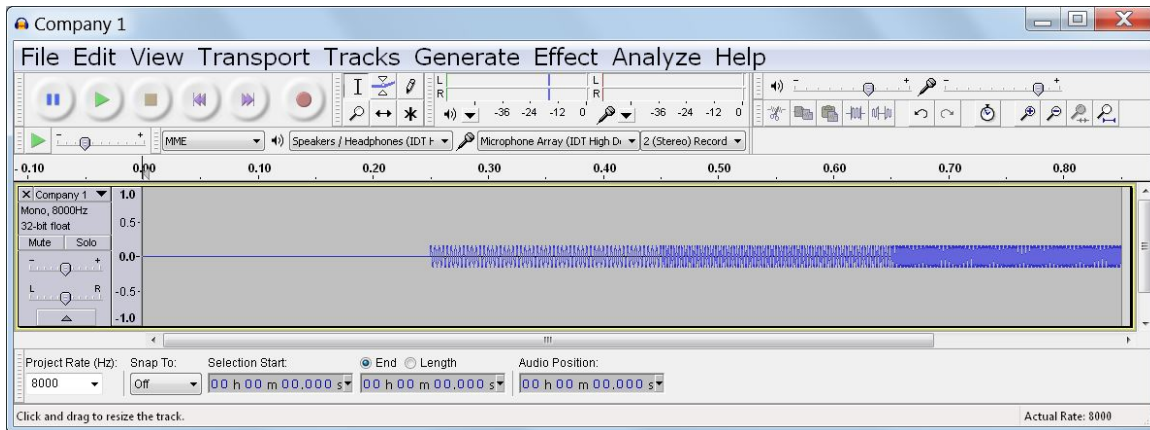 Company 1
File Edit View Transport Tracks Generate Effect Analyze Help
L
R
-36 -24 -12 0
L
R
-36 -24 -12 0
- +
- +
- +
MME
Speakers / Headphones (IDT H
Microphone Array (IDT High D
2 (Stereo) Record
- 0.10 0.00 0.10 0.20 0.30 0.40 0.50 0.60 0.70 0.80
Company 1
Mono, 8000Hz
32-bit float
Mute Solo
- +
L R
1.0
0.5-
0.0-
-0.5-
-1.0
Project Rate (Hz): Snap To: Selection Start: End Length Audio Position:
8000 Off 00 h 00 m 00.000 s 00 h 00 m 00.000 s 00 h 00 m 00.000 s
Click and drag to resize the track. Actual Rate: 8000